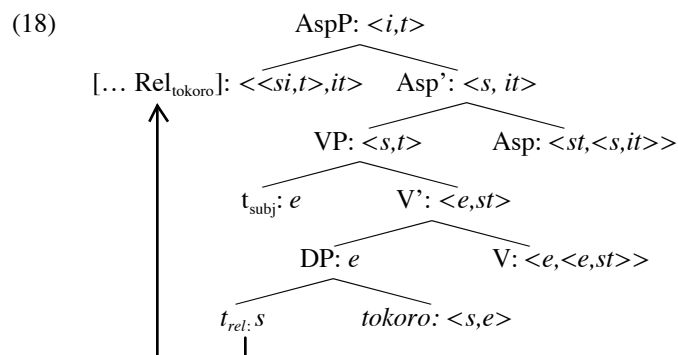 (18) AspP: <i,t>
[… Rel_tokoro]: <<si,t>,it> Asp’: <s, it>
VP: <s,t> Asp: <st,<s,it>>
t_subj: e V’: <e,st>
DP: e V: <e,<e,st>>
t_rel: s tokoro: <s,e>